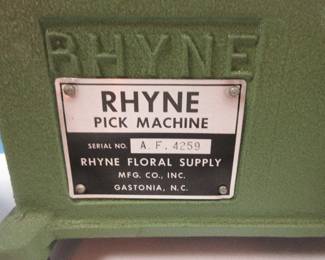 RHYNE
RHYNE
PICK MACHINE
SERIAL NO. A.F. 4259
RHYNE FLORAL SUPPLY
MFG. CO., INC.
GASTONIA, N.C.